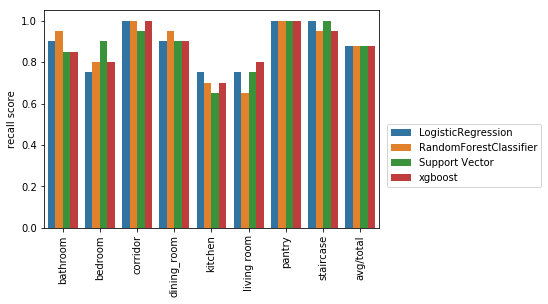 1.0
0.8
0.6
0.4
0.2
0.0
recall score
bathroom
bedroom
corridor
dining_room
kitchen
living room
pantry
staircase
avg/total
LogisticRegression
RandomForestClassifier
Support Vector
xgboost